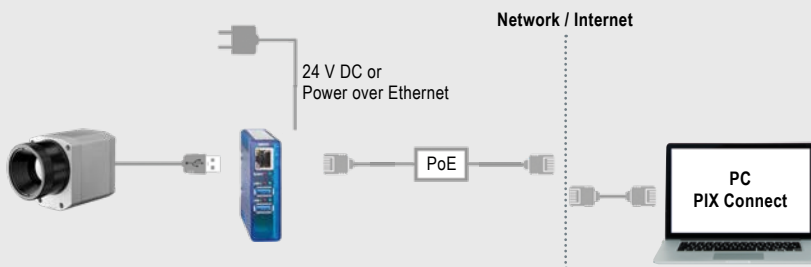 Network / Internet
24 V DC or
Power over Ethernet
PoE
PC
PIX Connect